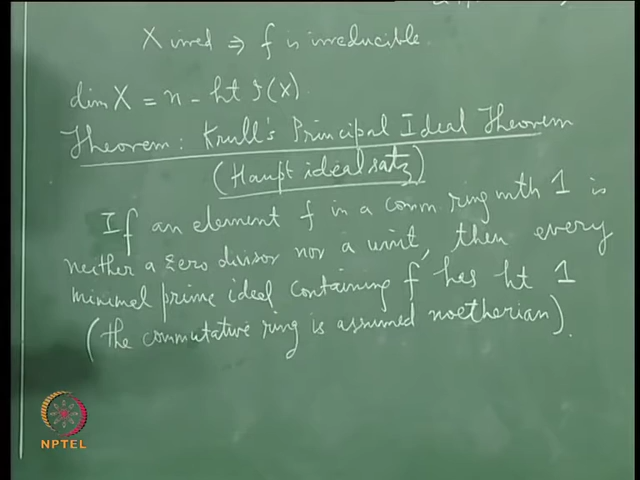 X irred ⇒ f is irreducible.
dim X = n - ht 𝓘(X).
Theorem: Krull's Principal Ideal Theorem
(Hauptidealsatz)
If an element f in a comm ring with 1 is
neither a zero divisor nor a unit, then every
minimal prime ideal containing f has ht 1
(the commutative ring is assumed noetherian).
NPTEL